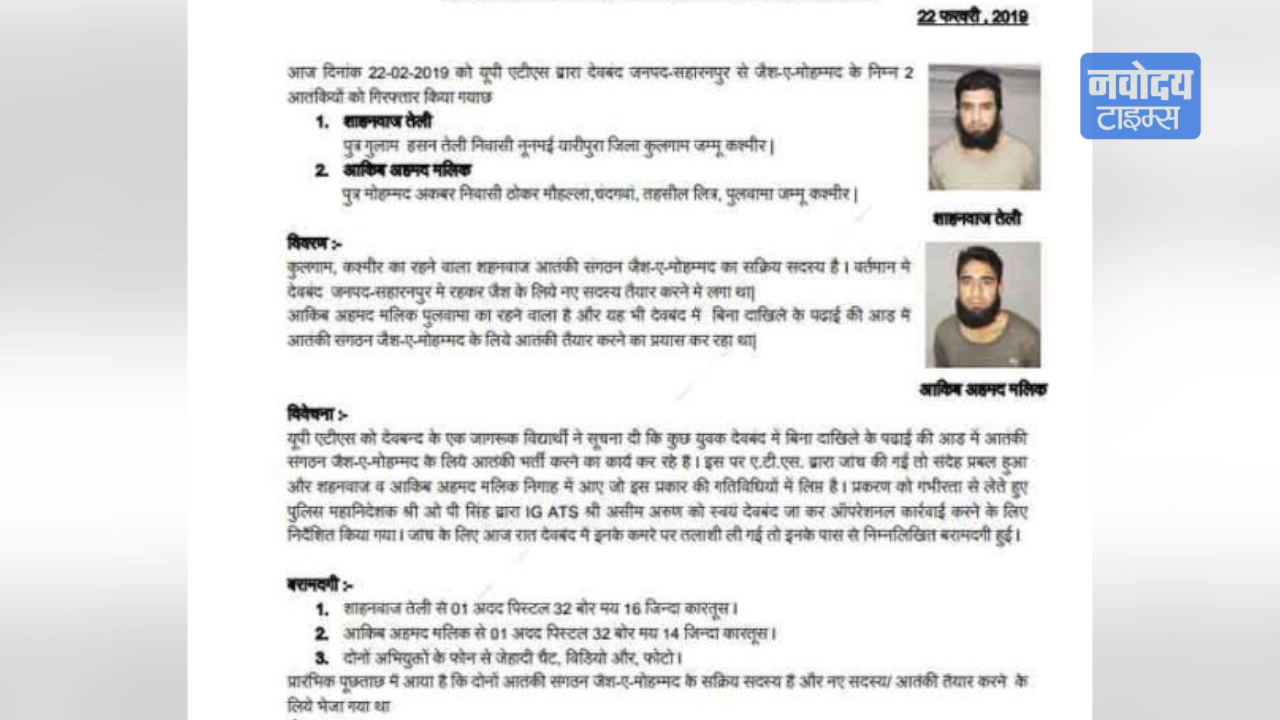 22 फरवरी , 2019
नवोदय
टाइम्स
आज दिनांक 22-02-2019 को यूपी एटीएस द्वारा देवबंद जनपद-सहारनपुर से जैश-ए-मोहम्मद के निम्न 2
आतंकियों को गिरफ्तार किया गयाछ
1. शाहनवाज तेली
पुत्र गुलाम हसन तेली निवासी नूनमई यारीपुरा जिला कुलगाम जम्मू कश्मीर |
2. आकिब अहमद मलिक
पुत्र मोहम्मद अकबर निवासी ठोकर मौहल्ला,चंदगवां, तहसील लित्र, पुलवामा जम्मू कश्मीर |
शाहनवाज तेली
विवरण :-
कुलगाम, कश्मीर का रहने वाला शहनवाज आतंकी संगठन जैश-ए-मोहम्मद का सक्रिय सदस्य है । वर्तमान मे
देवबंद जनपद-सहारनपुर मे रहकर जैश के लिये नए सदस्य तैयार करने मे लगा था|
आकिब अहमद मलिक पुलवामा का रहने वाला है और यह भी देवबंद में बिना दाखिले के पढाई की आड में
आतंकी संगठन जैश-ए-मोहम्मद के लिये आतंकी तैयार करने का प्रयास कर रहा था|
आकिब अहमद मलिक
विवेचना :-
यूपी एटीएस को देवबन्द के एक जागरूक विद्यार्थी ने सूचना दी कि कुछ युवक देवबंद में बिना दाखिले के पढाई की आड में आतंकी
संगठन जैश-ए-मोहम्मद के लिये आतंकी भर्ती करने का कार्य कर रहे है । इस पर ए.टी.एस. द्वारा जांच की गई तो संदेह प्रबल हुआ
और शहनवाज व आकिब अहमद मलिक निगाह में आए जो इस प्रकार की गतिविधियों में लिप्त है । प्रकरण को गंभीरता से लेते हुए
पुलिस महानिदेशक श्री ओ पी सिंह द्वारा IG ATS श्री असीम अरुण को स्वयं देवबंद जा कर ऑपरेशनल कार्रवाई करने के लिए
निर्देशित किया गया । जांच के लिए आज रात देवबंद में इनके कमरे पर तलाशी ली गई तो इनके पास से निम्नलिखित बरामदगी हुई ।
बरामदगी :-
1. शाहनवाज तेली से 01 अदद पिस्टल 32 बोर मय 16 जिन्दा कारतूस ।
2. आकिब अहमद मलिक से 01 अदद पिस्टल 32 बोर मय 14 जिन्दा कारतूस ।
3. दोनों अभियुक्तों के फोन से जेहादी चैट, विडियो और, फोटो ।
प्रारंभिक पूछताछ में आया है कि दोनों आतंकी संगठन जैश-ए-मोहम्मद के सक्रिय सदस्य है और नए सदस्य/ आतंकी तैयार करने के
लिये भेजा गया था